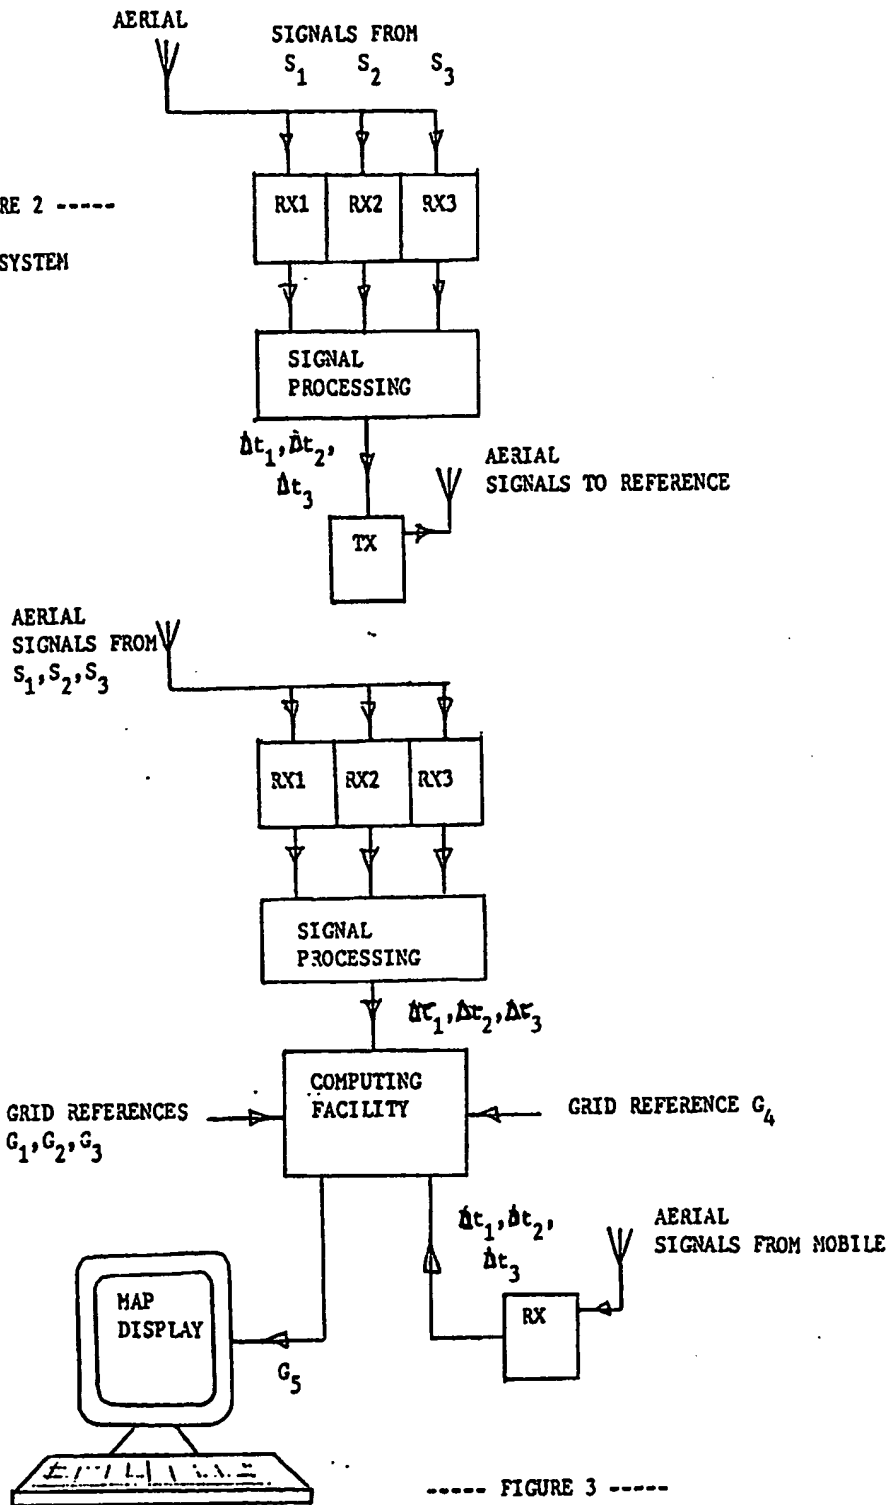 AERIAL
SIGNALS FROM
S₁ S₂ S₃
RE 2 -----
SYSTEM
RX1 RX2 RX3
SIGNAL
PROCESSING
Δt₁, Δt₂,
Δt₃
AERIAL
SIGNALS TO REFERENCE
TX
AERIAL
SIGNALS FROM
S₁, S₂, S₃
RX1 RX2 RX3
SIGNAL
PROCESSING
Δτ₁, Δτ₂, Δτ₃
COMPUTING
FACILITY
GRID REFERENCES
G₁, G₂, G₃
GRID REFERENCE G₄
Δt₁, Δt₂,
Δt₃
AERIAL
SIGNALS FROM MOBILE
RX
MAP
DISPLAY
G₅
----- FIGURE 3 -----